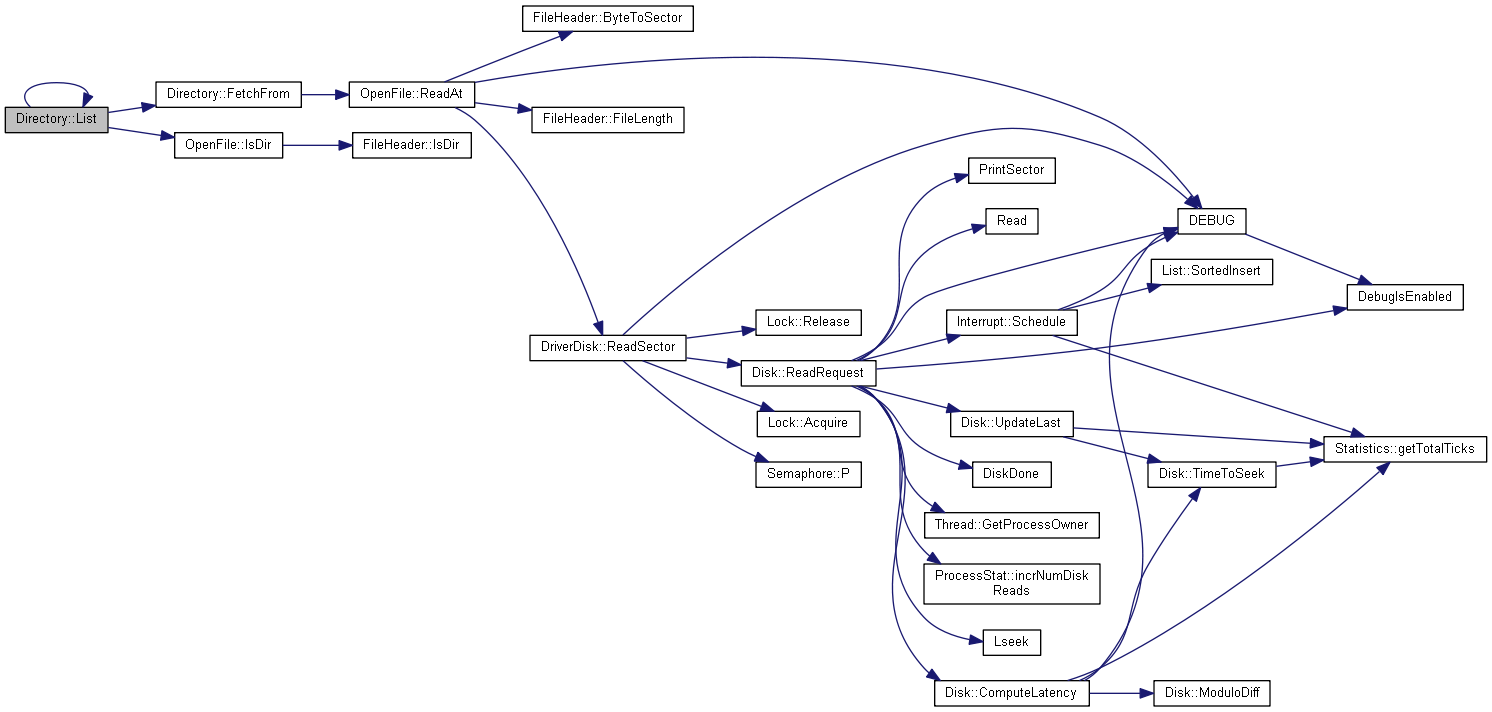 FileHeader::ByteToSector
Directory::List
Directory::FetchFrom
OpenFile::ReadAt
FileHeader::FileLength
OpenFile::IsDir
FileHeader::IsDir
PrintSector
Read
DEBUG
List::SortedInsert
DebugIsEnabled
Lock::Release
Interrupt::Schedule
DriverDisk::ReadSector
Disk::ReadRequest
Lock::Acquire
Disk::UpdateLast
Statistics::getTotalTicks
Semaphore::P
DiskDone
Disk::TimeToSeek
Thread::GetProcessOwner
ProcessStat::incrNumDisk
Reads
Lseek
Disk::ComputeLatency
Disk::ModuloDiff